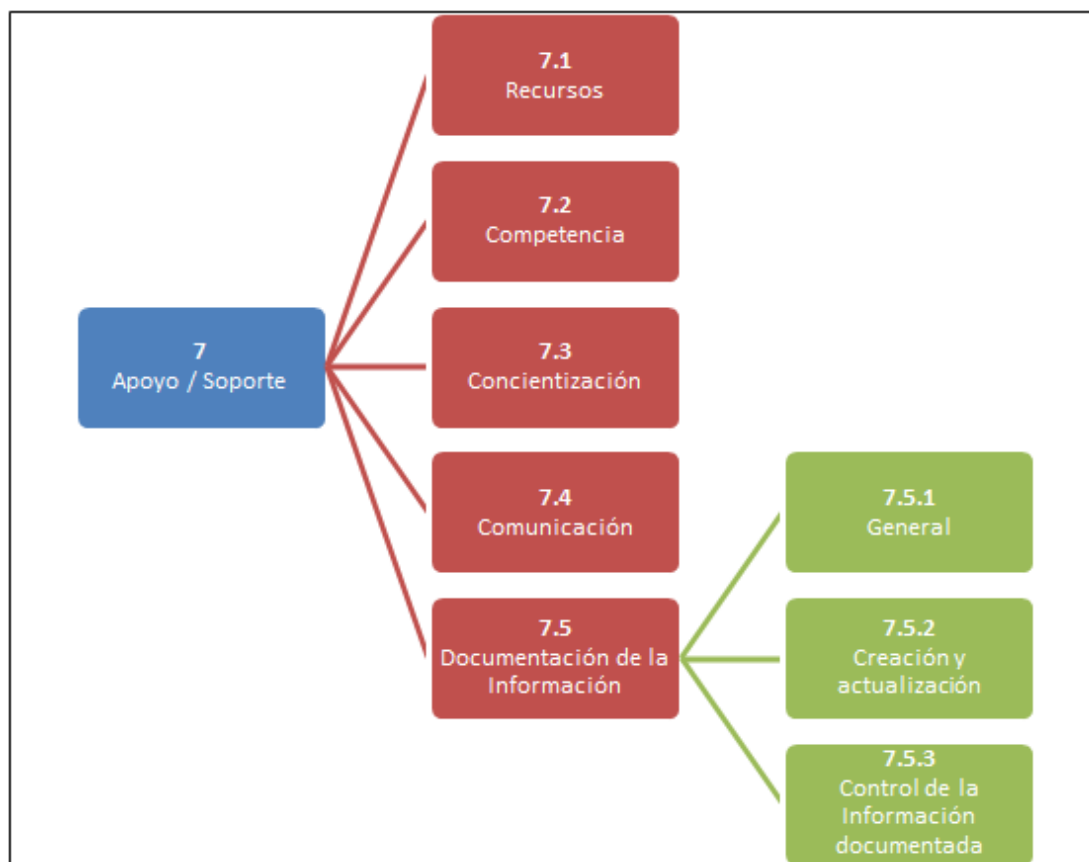 7.1
Recursos
7.2
Competencia
7
Apoyo / Soporte
7.3
Concientización
7.4
Comunicación
7.5
Documentación de la
Información
7.5.1
General
7.5.2
Creación y
actualización
7.5.3
Control de la
Información
documentada